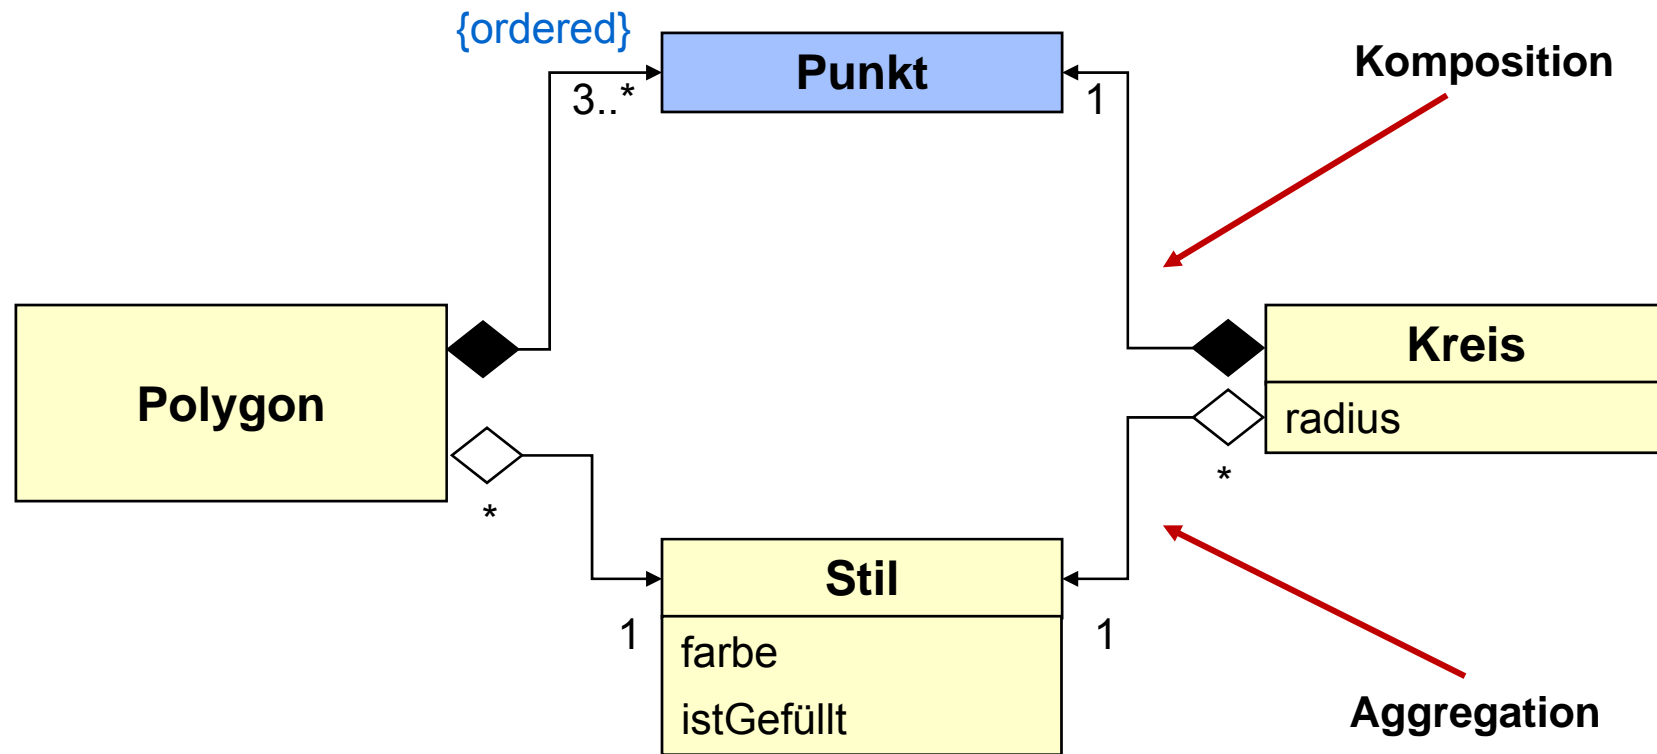 {ordered}
Punkt
Komposition
3..*
1
Polygon
Kreis
radius
*
*
Stil
1
1
farbe
istGefüllt
Aggregation